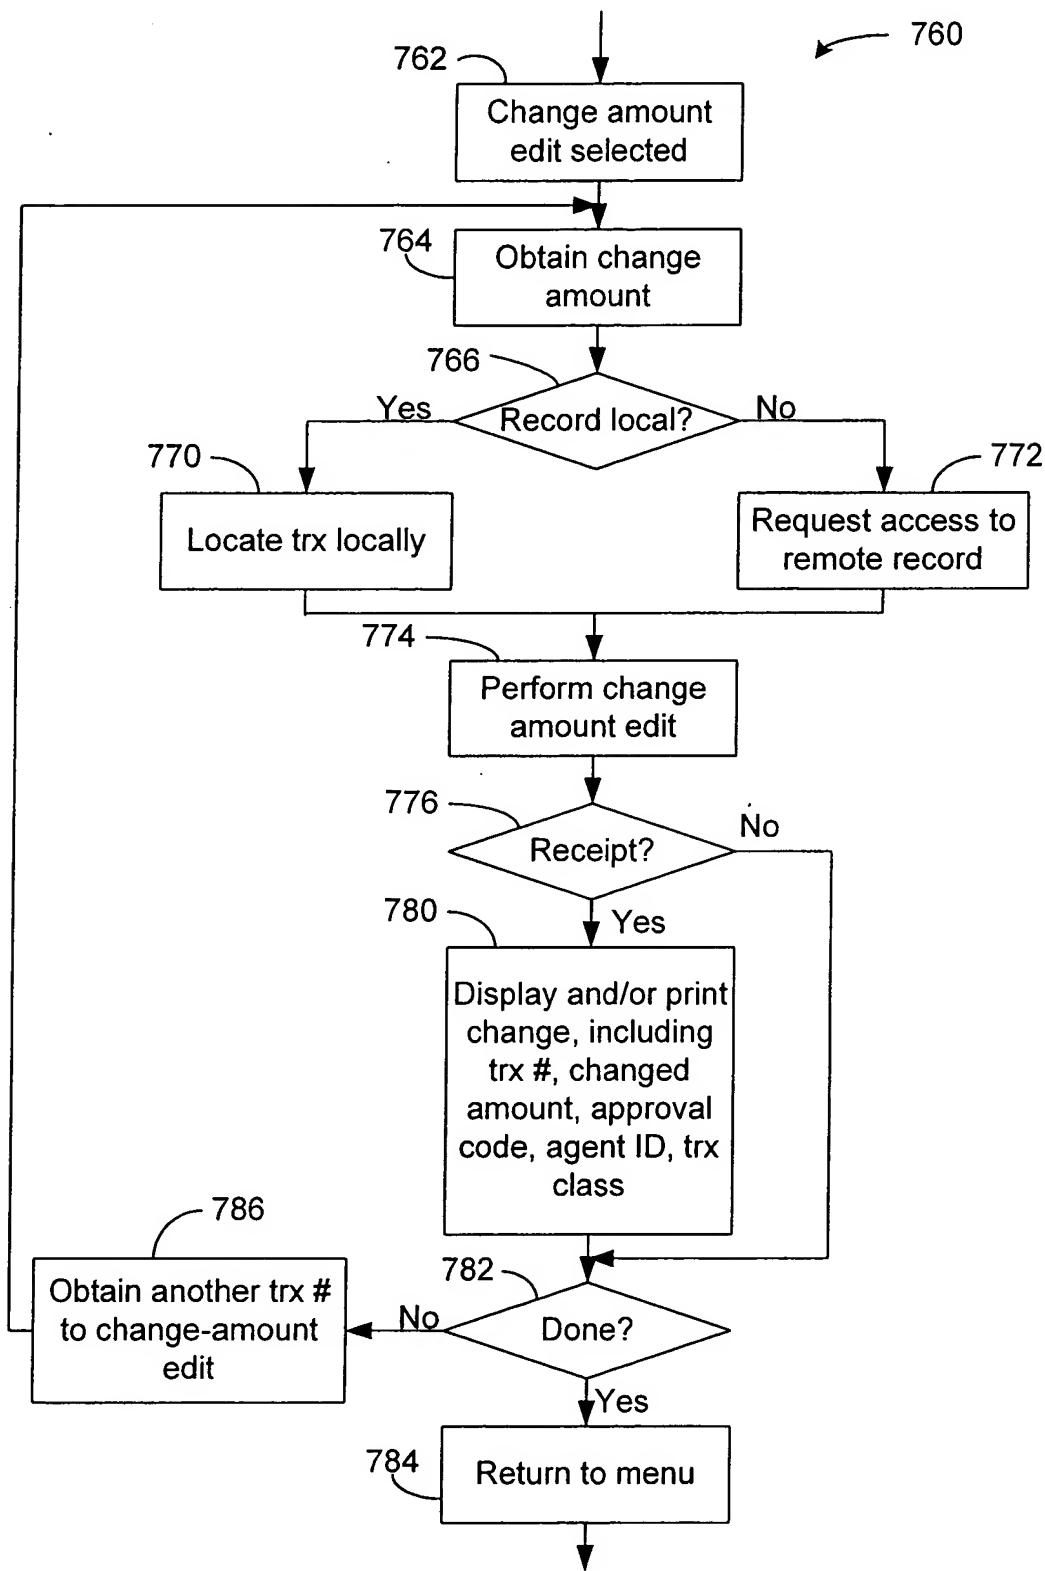 760
762
Change amount
edit selected
764
Obtain change
amount
766
Record local?
Yes
No
770
Locate trx locally
772
Request access to
remote record
774
Perform change
amount edit
776
Receipt?
No
Yes
780
Display and/or print
change, including
trx #, changed
amount, approval
code, agent ID, trx
class
782
Done?
No
Yes
786
Obtain another trx #
to change-amount
edit
784
Return to menu